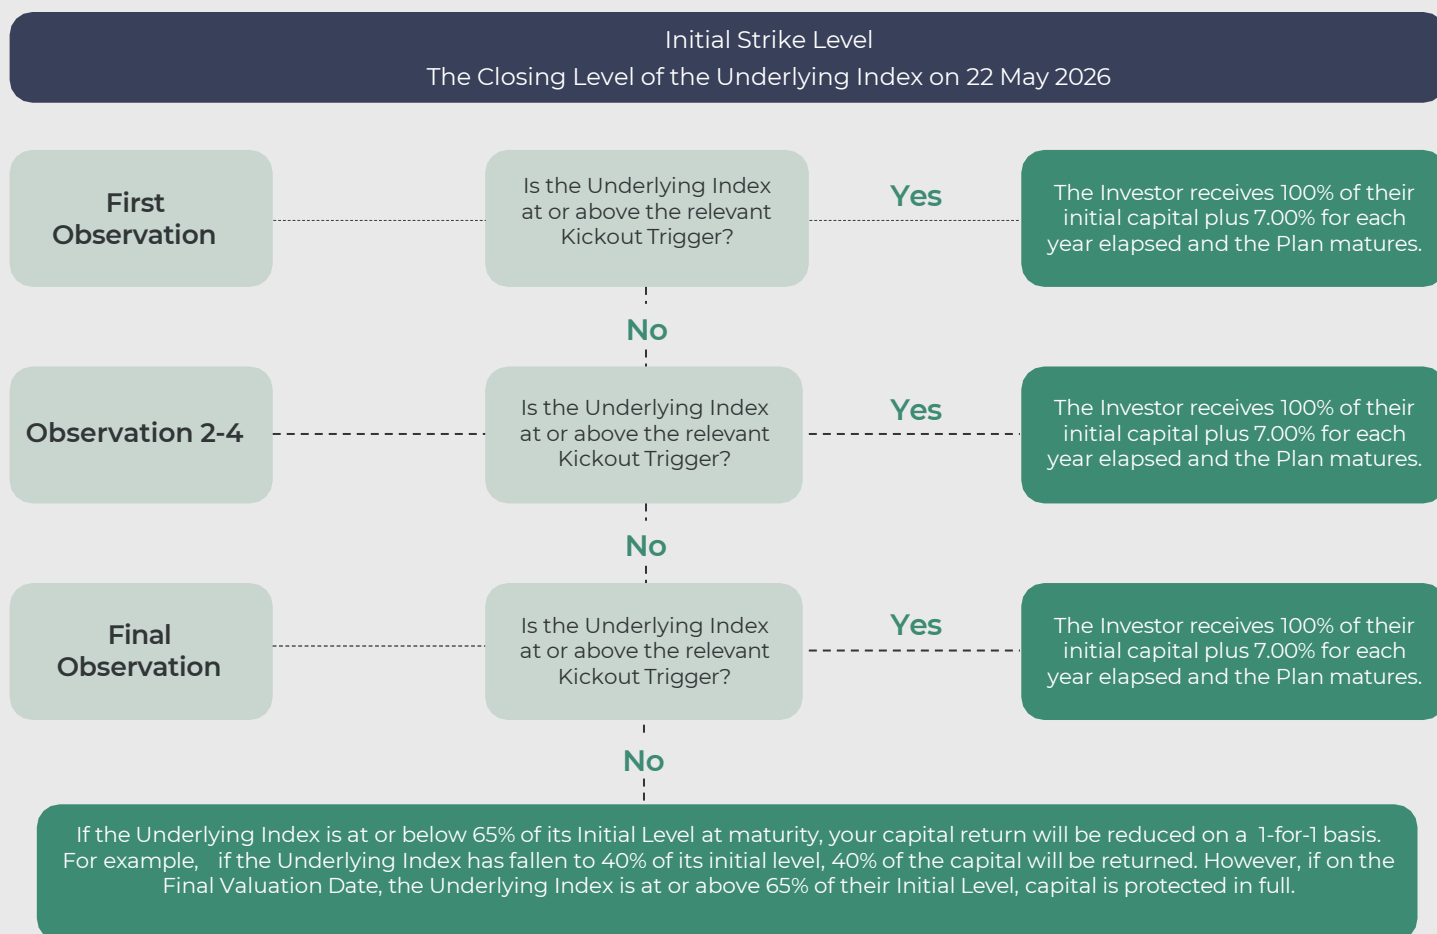 Initial Strike Level
The Closing Level of the Underlying Index on 22 May 2026
First
Observation
Is the Underlying Index
at or above the relevant
Kickout Trigger?
Yes
The Investor receives 100% of their
initial capital plus 7.00% for each
year elapsed and the Plan matures.
No
Observation 2-4
Is the Underlying Index
at or above the relevant
Kickout Trigger?
Yes
The Investor receives 100% of their
initial capital plus 7.00% for each
year elapsed and the Plan matures.
No
Final
Observation
Is the Underlying Index
at or above the relevant
Kickout Trigger?
Yes
The Investor receives 100% of their
initial capital plus 7.00% for each
year elapsed and the Plan matures.
No
If the Underlying Index is at or below 65% of its Initial Level at maturity, your capital return will be reduced on a 1-for-1 basis.
For example, if the Underlying Index has fallen to 40% of its initial level, 40% of the capital will be returned. However, if on the
Final Valuation Date, the Underlying Index is at or above 65% of their Initial Level, capital is protected in full.